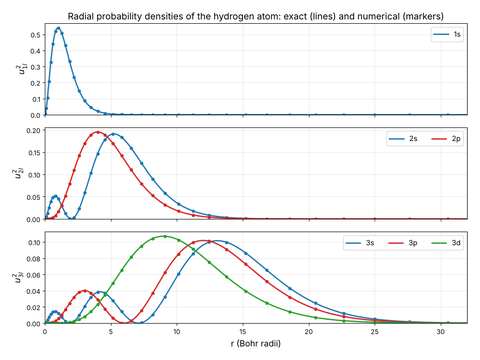 Radial probability densities of the hydrogen atom: exact (lines) and numerical (markers)
0.5
0.4
0.3
0.2
0.1
0.0
u²₁ₗ
1s
0.20
0.15
0.10
0.05
0.00
u²₂ₗ
2s 2p
0.10
0.08
0.06
0.04
0.02
0.00
u²₃ₗ
3s 3p 3d
0 5 10 15 20 25 30
r (Bohr radii)